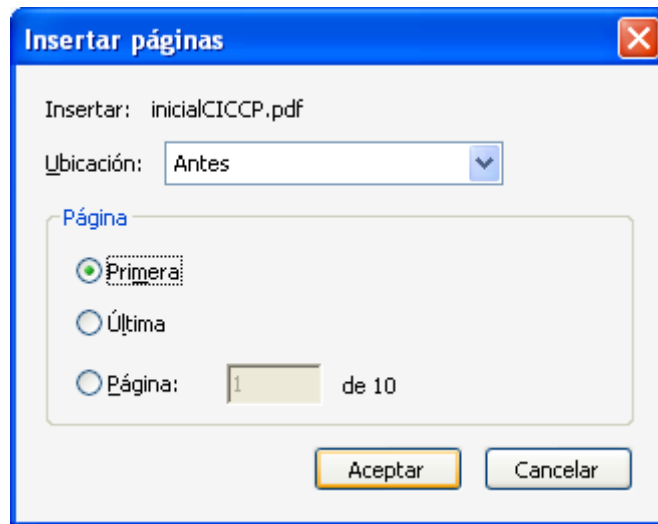 Insertar páginas
Insertar: inicialCICCP.pdf
Ubicación: Antes
Página
Primera
Última
Página: 1 de 10
Aceptar Cancelar